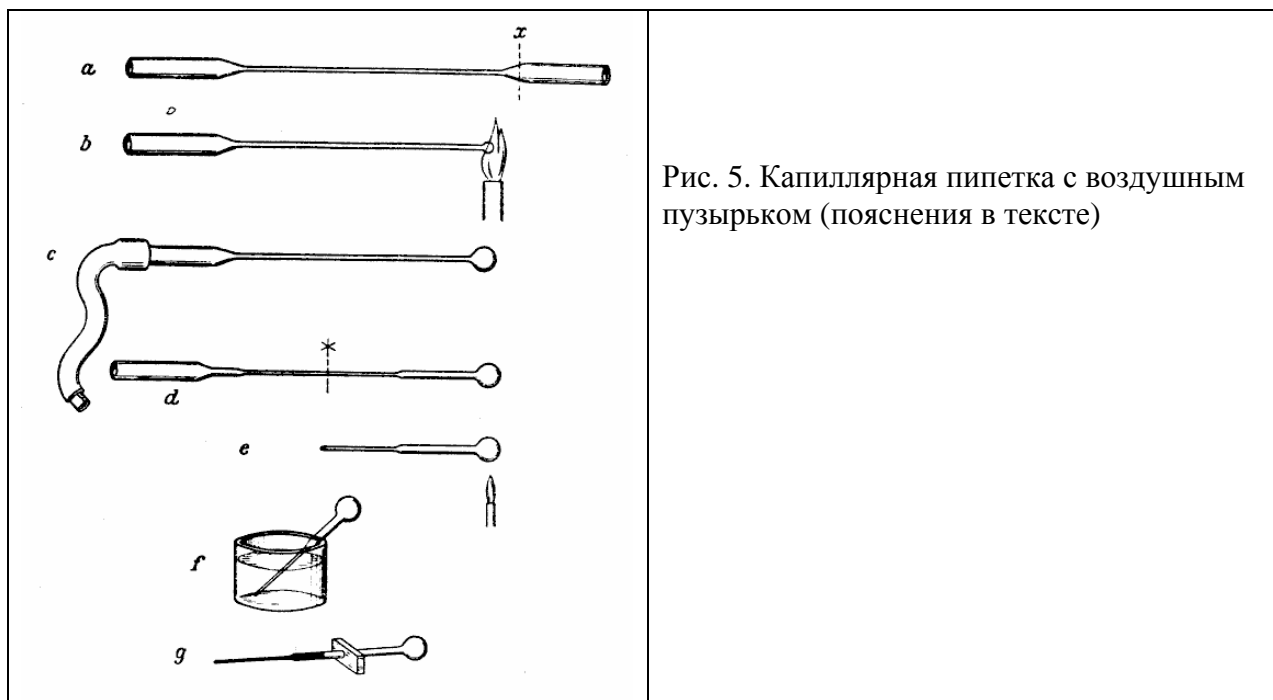 x
a
b
c
d
e
f
g
Рис. 5. Капиллярная пипетка с воздушным
пузырьком (пояснения в тексте)